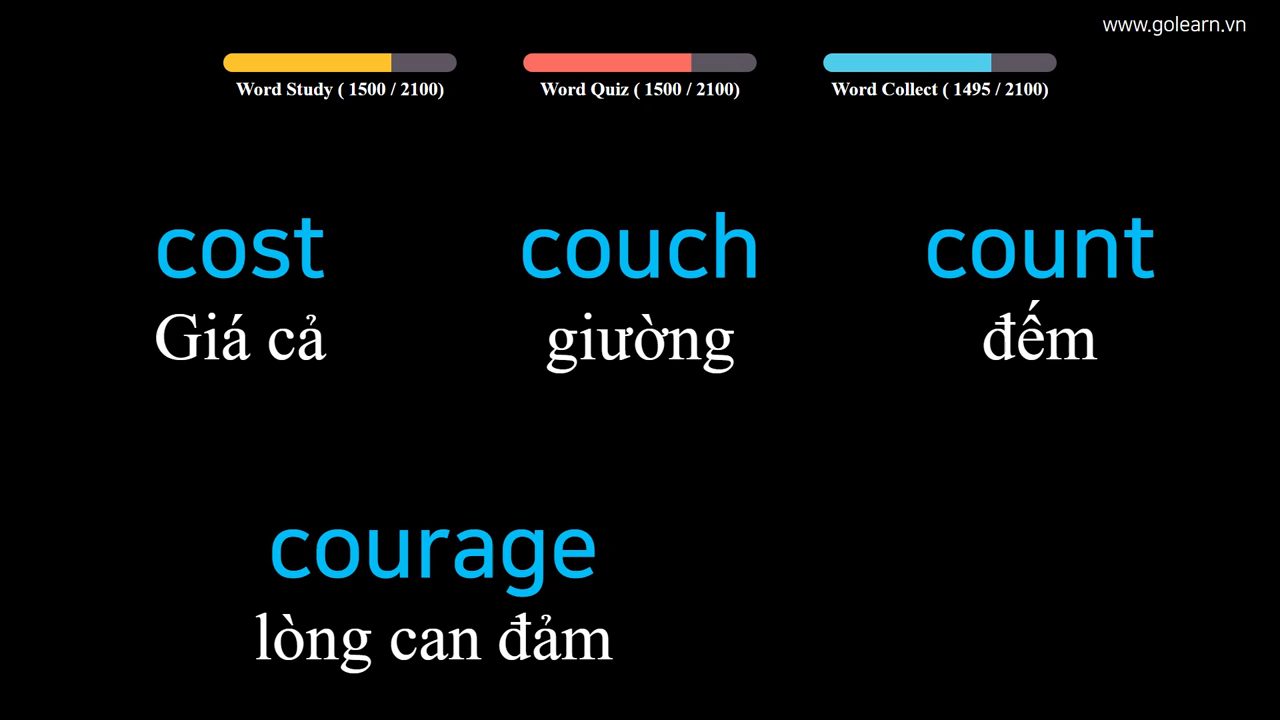 www.golearn.vn
Word Study ( 1500 / 2100)
Word Quiz ( 1500 / 2100)
Word Collect ( 1495 / 2100)
cost
Giá cả
couch
giường
count
đếm
courage
lòng can đảm